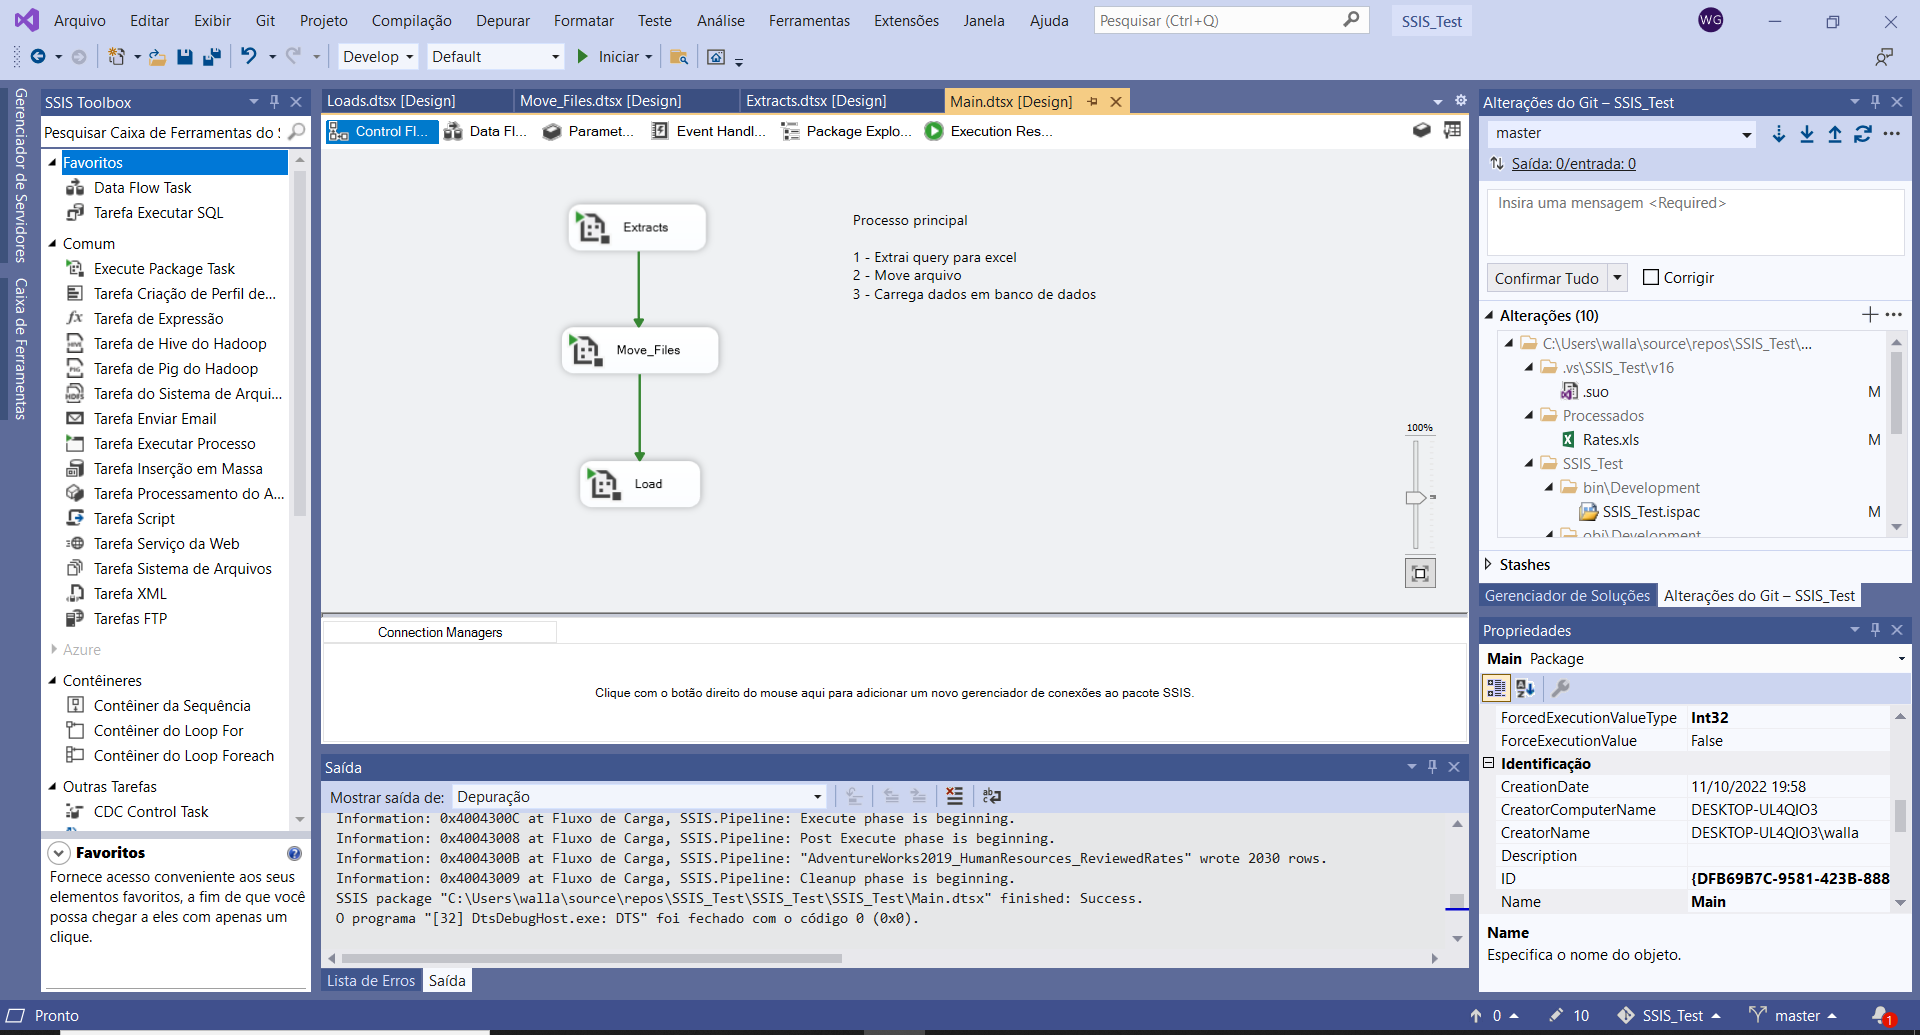 Arquivo
Editar
Exibir
Git
Projeto
Compilação
Depurar
Formatar
Teste
Análise
Ferramentas
Extensões
Janela
Ajuda
Pesquisar (Ctrl+Q)
SSIS_Test
WG
Develop
Default
Iniciar
Gerenciador de Servidores
Caixa de Ferramentas
SSIS Toolbox
Pesquisar Caixa de Ferramentas do S
Favoritos
Data Flow Task
Tarefa Executar SQL
Comum
Execute Package Task
Tarefa Criação de Perfil de...
Tarefa de Expressão
Tarefa de Hive do Hadoop
Tarefa de Pig do Hadoop
Tarefa do Sistema de Arqui...
Tarefa Enviar Email
Tarefa Executar Processo
Tarefa Inserção em Massa
Tarefa Processamento do A...
Tarefa Script
Tarefa Serviço da Web
Tarefa Sistema de Arquivos
Tarefa XML
Tarefas FTP
Azure
Contêineres
Contêiner da Sequência
Contêiner do Loop For
Contêiner do Loop Foreach
Outras Tarefas
CDC Control Task
Favoritos
Fornece acesso conveniente aos seus
elementos favoritos, a fim de que você
possa chegar a eles com apenas um
clique.
Loads.dtsx [Design]
Move_Files.dtsx [Design]
Extracts.dtsx [Design]
Main.dtsx [Design]
Control Fl...
Data Fl...
Paramet...
Event Handl...
Package Explo...
Execution Res...
Extracts
Move_Files
Load
Processo principal
1 - Extrai query para excel
2 - Move arquivo
3 - Carrega dados em banco de dados
100%
Connection Managers
Clique com o botão direito do mouse aqui para adicionar um novo gerenciador de conexões ao pacote SSIS.
Saída
Mostrar saída de:
Depuração
Information: 0x4004300C at Fluxo de Carga, SSIS.Pipeline: Execute phase is beginning.
Information: 0x40043008 at Fluxo de Carga, SSIS.Pipeline: Post Execute phase is beginning.
Information: 0x4004300B at Fluxo de Carga, SSIS.Pipeline: "AdventureWorks2019_HumanResources_ReviewedRates" wrote 2030 rows.
Information: 0x40043009 at Fluxo de Carga, SSIS.Pipeline: Cleanup phase is beginning.
SSIS package "C:\Users\walla\source\repos\SSIS_Test\SSIS_Test\SSIS_Test\Main.dtsx" finished: Success.
O programa "[32] DtsDebugHost.exe: DTS" foi fechado com o código 0 (0x0).
Lista de Erros
Saída
Alterações do Git – SSIS_Test
master
Saída: 0/entrada: 0
Insira uma mensagem <Required>
Confirmar Tudo
Corrigir
Alterações (10)
C:\Users\walla\source\repos\SSIS_Test\...
.vs\SSIS_Test\v16
.suo M
Processados
Rates.xls M
SSIS_Test
bin\Development
SSIS_Test.ispac M
obj\Development
Stashes
Gerenciador de Soluções
Alterações do Git – SSIS_Test
Propriedades
Main Package
ForcedExecutionValueType Int32
ForceExecutionValue False
Identificação
CreationDate 11/10/2022 19:58
CreatorComputerName DESKTOP-UL4QIO3
CreatorName DESKTOP-UL4QIO3\walla
Description
ID {DFB69B7C-9581-423B-888
Name Main
Name
Especifica o nome do objeto.
Pronto
0
10
SSIS_Test
master
1